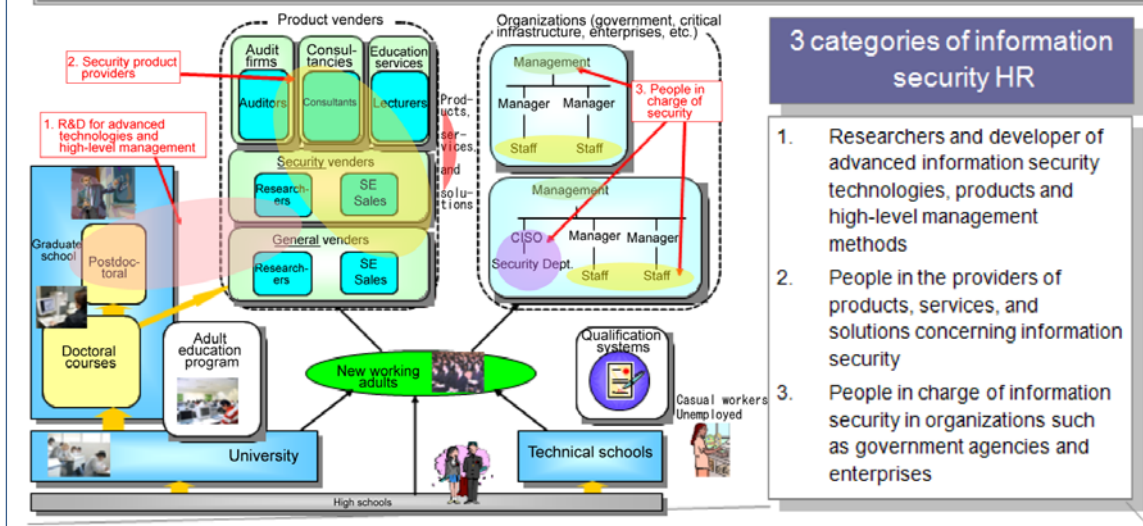 Product venders
Audit
firms
Auditors
Consul-
tancies
Consultants
Education
services
Lecturers
Security venders
Research-
ers
SE
Sales
General venders
Research-
ers
SE
Sales
2. Security product
providers
1. R&D for advanced
technologies and
high-level management
Prod-
ucts,
ser-
vices,
and
solu-
tions
Organizations (government, critical
infrastructure, enterprises, etc.)
Management
Manager Manager
Staff Staff
3. People in
charge of
security
Management
CISO Manager Manager
Security Dept. Staff Staff
Graduate
school
Postdoc-
toral
Doctoral
courses
Adult
education
program
New working
adults
Qualification
systems
Casual workers
Unemployed
University
Technical schools
High schools
3 categories of information
security HR
1. Researchers and developer of
advanced information security
technologies, products and
high-level management
methods
2. People in the providers of
products, services, and
solutions concerning information
security
3. People in charge of information
security in organizations such
as government agencies and
enterprises